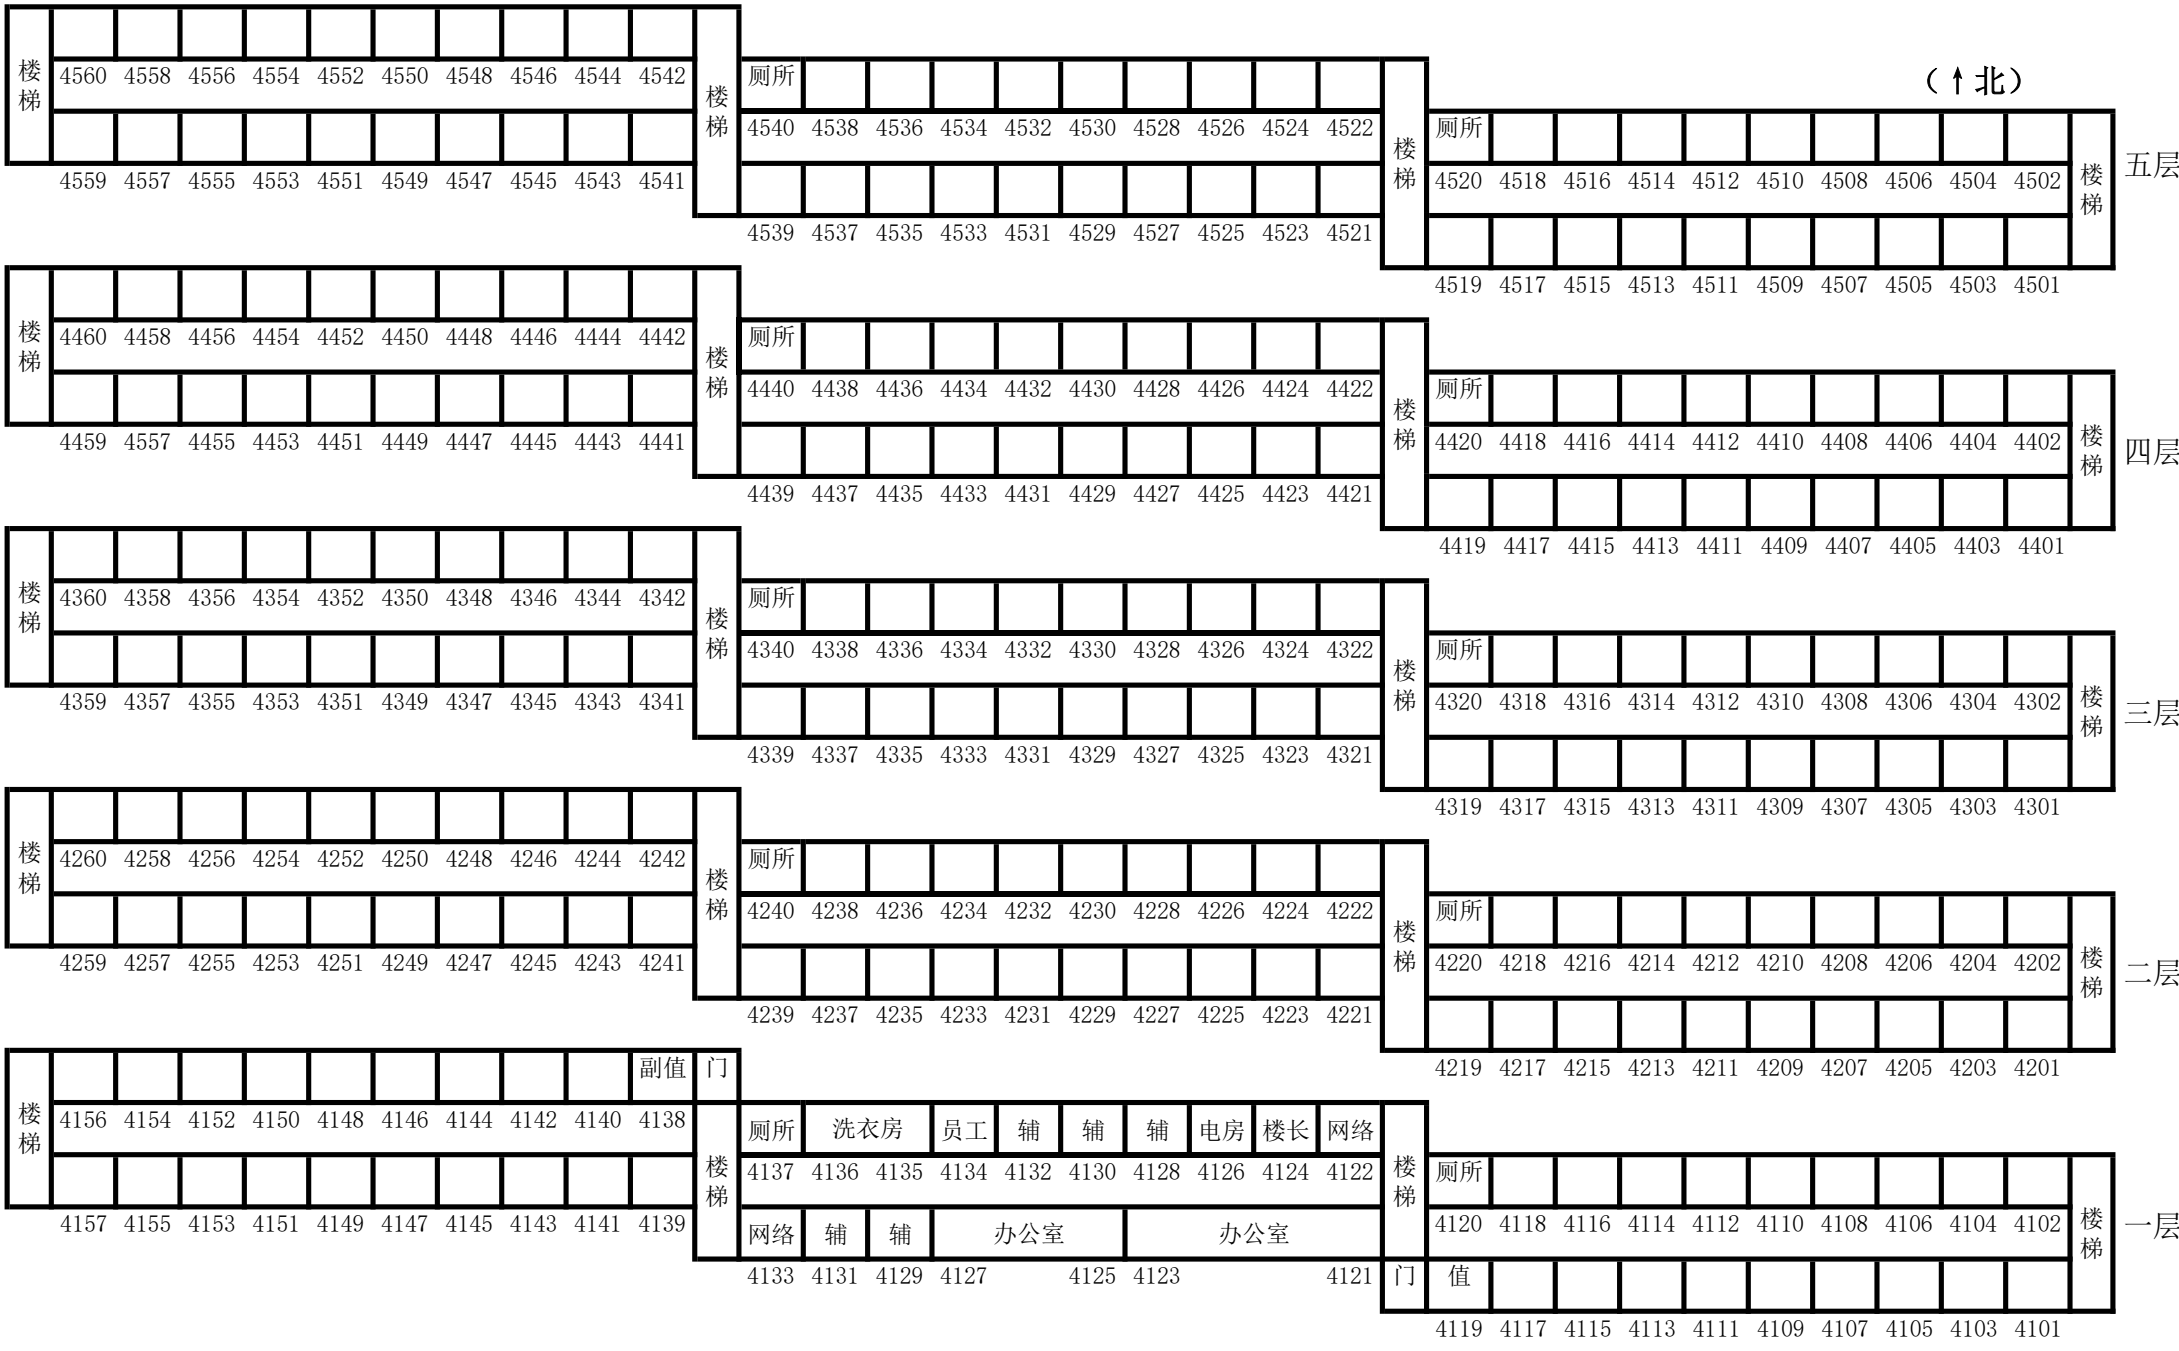 4560 4558 4556 4554 4552 4550 4548 4546 4544 4542
楼梯
楼梯
厕所
(↑北)
4540 4538 4536 4534 4532 4530 4528 4526 4524 4522
楼梯
厕所
4559 4557 4555 4553 4551 4549 4547 4545 4543 4541
4520 4518 4516 4514 4512 4510 4508 4506 4504 4502
楼梯
五层
4539 4537 4535 4533 4531 4529 4527 4525 4523 4521
4519 4517 4515 4513 4511 4509 4507 4505 4503 4501
楼梯
4460 4458 4456 4454 4452 4450 4448 4446 4444 4442
楼梯
厕所
4440 4438 4436 4434 4432 4430 4428 4426 4424 4422
楼梯
厕所
4459 4557 4455 4453 4451 4449 4447 4445 4443 4441
4420 4418 4416 4414 4412 4410 4408 4406 4404 4402
楼梯
四层
4439 4437 4435 4433 4431 4429 4427 4425 4423 4421
4419 4417 4415 4413 4411 4409 4407 4405 4403 4401
楼梯
4360 4358 4356 4354 4352 4350 4348 4346 4344 4342
楼梯
厕所
4340 4338 4336 4334 4332 4330 4328 4326 4324 4322
楼梯
厕所
4359 4357 4355 4353 4351 4349 4347 4345 4343 4341
4320 4318 4316 4314 4312 4310 4308 4306 4304 4302
楼梯
三层
4339 4337 4335 4333 4331 4329 4327 4325 4323 4321
4319 4317 4315 4313 4311 4309 4307 4305 4303 4301
楼梯
4260 4258 4256 4254 4252 4250 4248 4246 4244 4242
楼梯
厕所
4240 4238 4236 4234 4232 4230 4228 4226 4224 4222
楼梯
厕所
4259 4257 4255 4253 4251 4249 4247 4245 4243 4241
4220 4218 4216 4214 4212 4210 4208 4206 4204 4202
楼梯
二层
4239 4237 4235 4233 4231 4229 4227 4225 4223 4221
4219 4217 4215 4213 4211 4209 4207 4205 4203 4201
副值 门
楼梯
4156 4154 4152 4150 4148 4146 4144 4142 4140 4138
厕所 洗衣房 员工 辅 辅 辅 电房 楼长 网络
楼梯
4137 4136 4135 4134 4132 4130 4128 4126 4124 4122
楼梯
厕所
4157 4155 4153 4151 4149 4147 4145 4143 4141 4139
网络 辅 辅 办公室 办公室
4120 4118 4116 4114 4112 4110 4108 4106 4104 4102
楼梯
一层
4133 4131 4129 4127 4125 4123 4121
门 值
4119 4117 4115 4113 4111 4109 4107 4105 4103 4101